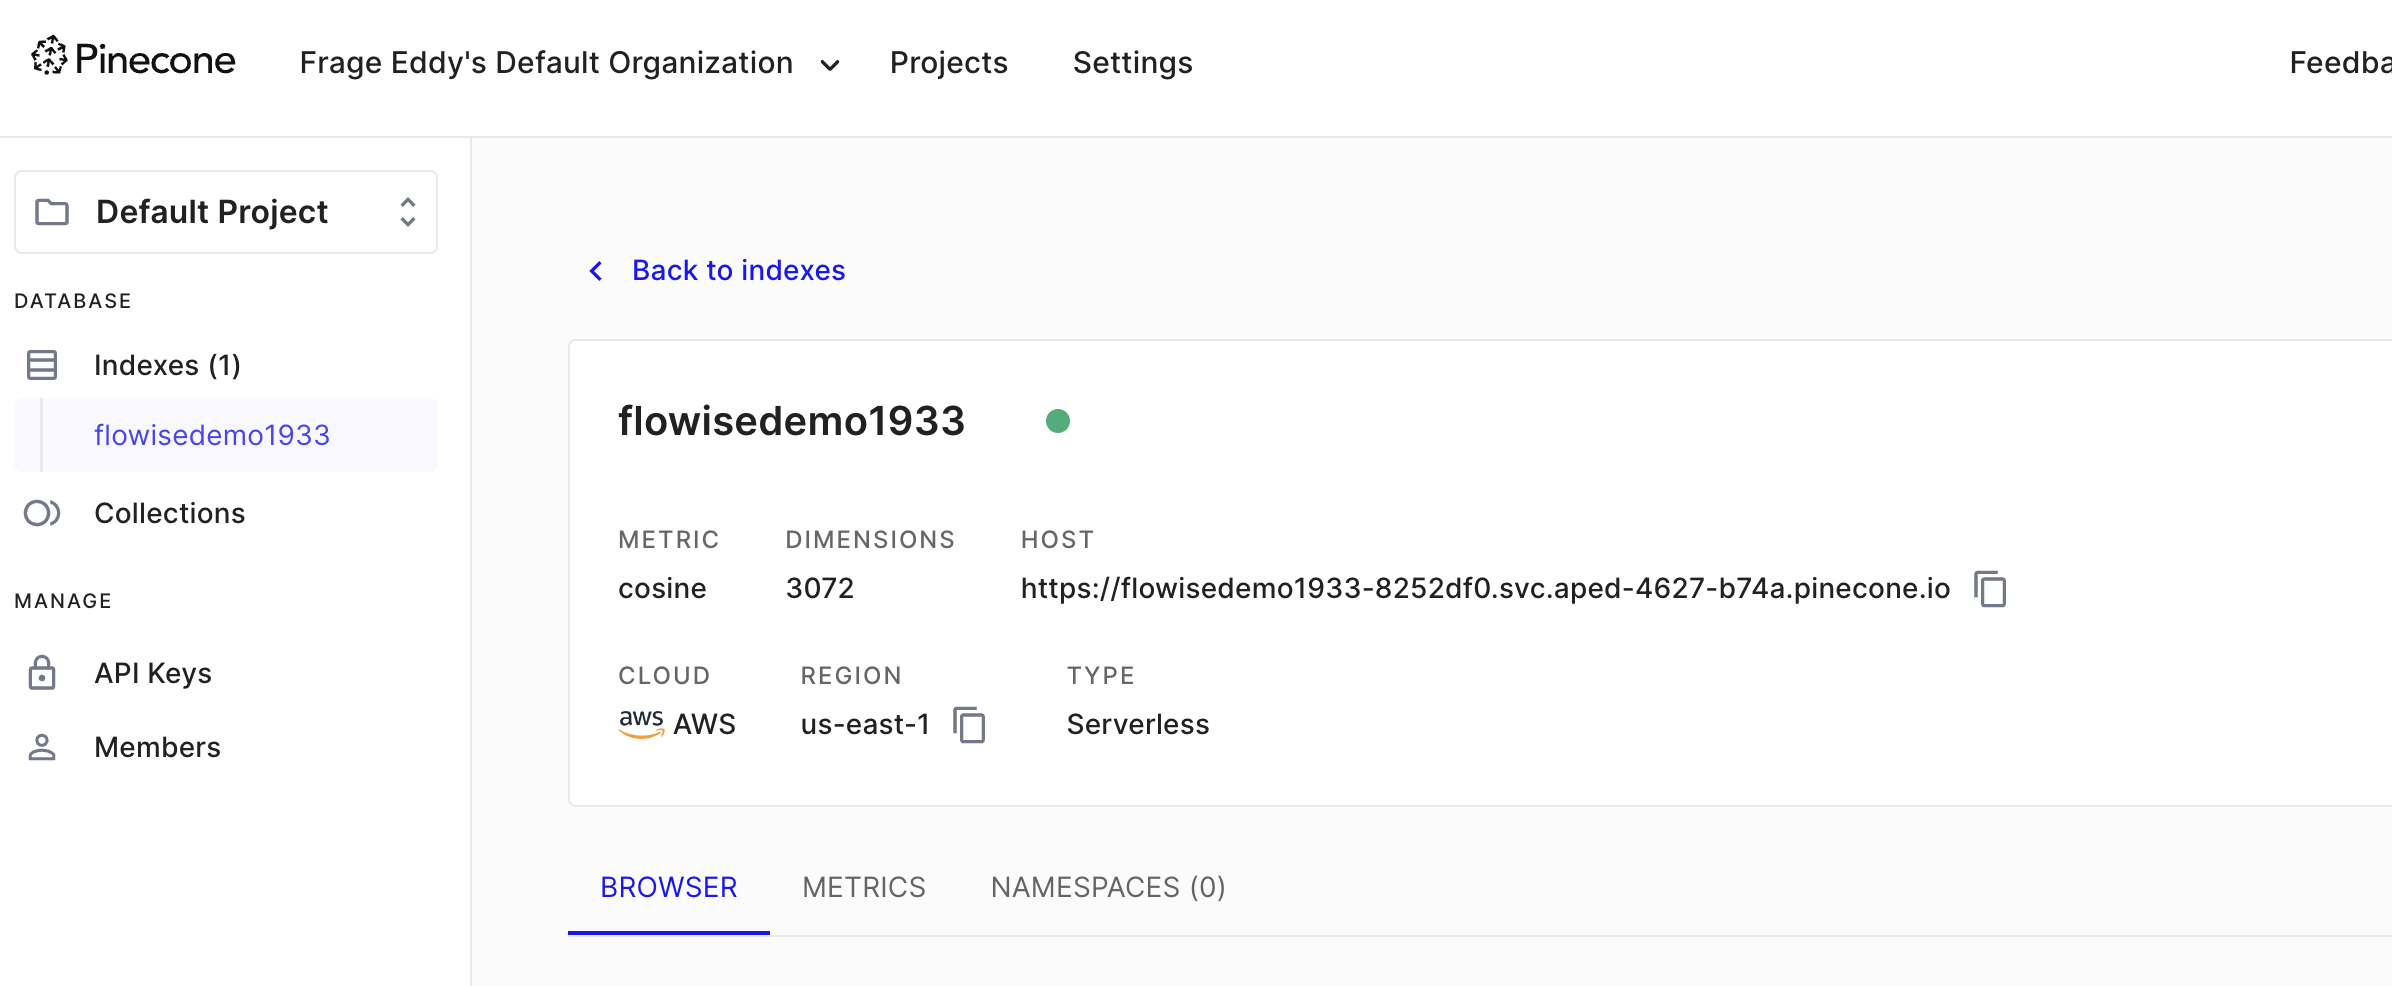 Pinecone Frage Eddy's Default Organization Projects Settings Feedba
Default Project
DATABASE
Indexes (1)
flowisedemo1933
Collections
MANAGE
API Keys
Members
Back to indexes
flowisedemo1933
METRIC DIMENSIONS HOST
cosine 3072 https://flowisedemo1933-8252df0.svc.aped-4627-b74a.pinecone.io
CLOUD REGION TYPE
aws AWS us-east-1 Serverless
BROWSER METRICS NAMESPACES (0)